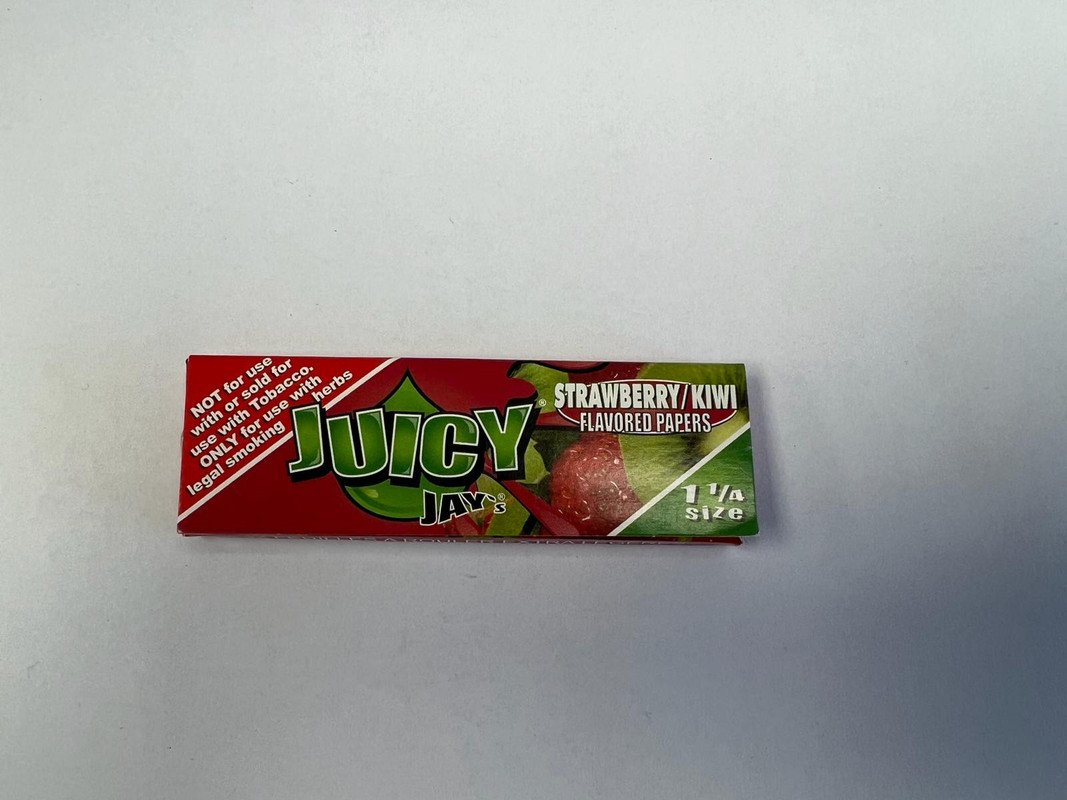 NOT for use
with or sold for
use with Tobacco.
ONLY for use with
legal smoking herbs
JUICY®
JAY's®
STRAWBERRY/KIWI
FLAVORED PAPERS
1 1/4
size